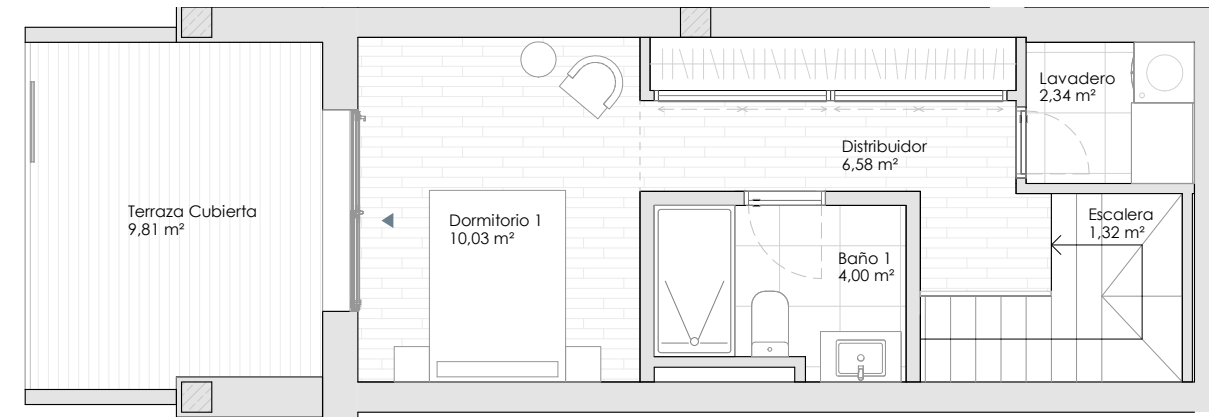 Lavadero
2,34 m²
Distribuidor
6,58 m²
Terraza Cubierta
9,81 m²
Dormitorio 1
10,03 m²
Escalera
1,32 m²
Baño 1
4,00 m²